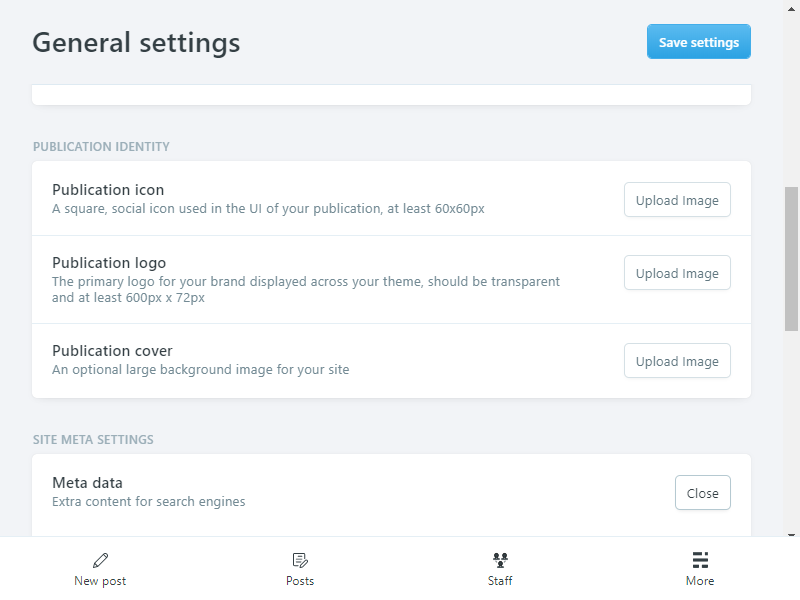 General settings
Save settings
PUBLICATION IDENTITY
Publication icon
A square, social icon used in the UI of your publication, at least 60x60px
Upload Image
Publication logo
The primary logo for your brand displayed across your theme, should be transparent
and at least 600px x 72px
Upload Image
Publication cover
An optional large background image for your site
Upload Image
SITE META SETTINGS
Meta data
Extra content for search engines
Close
New post
Posts
Staff
More